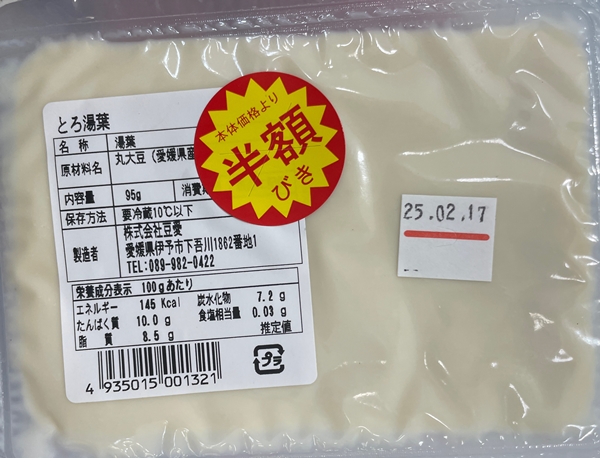 とろ湯葉
名 称 湯葉
原材料名 丸大豆（愛媛県産
内容量 95g 消費
保存方法 要冷蔵10℃以下
製造者 株式会社豆愛
愛媛県伊予市下吾川1862番地1
TEL:089-982-0422
栄養成分表示 100gあたり
エネルギー 145 Kcal 炭水化物 7.2 g
たんぱく質 10.0 g 食塩相当量 0.03 g
脂 質 8.5 g 推定値
4 935015 001321
プラ
本体価格より
半額
びき
25.02.17